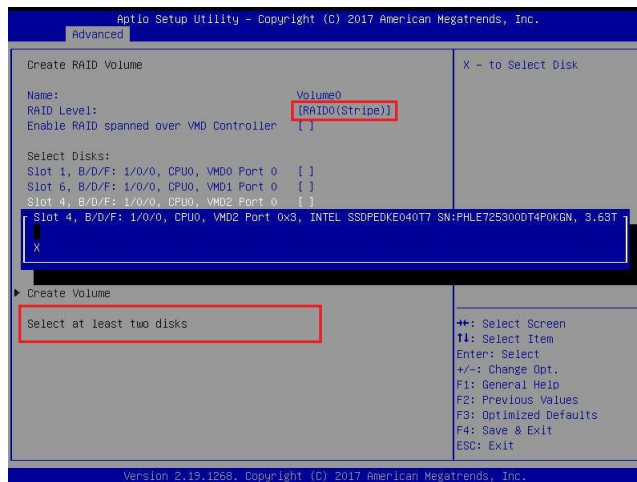 Aptio Setup Utility – Copyright (C) 2017 American Megatrends, Inc.
Advanced
Create RAID Volume
X – to Select Disk
Name: Volume0
RAID Level: [RAID0(Stripe)]
Enable RAID spanned over VMD Controller [ ]
Select Disks:
Slot 1, B/D/F: 1/0/0, CPU0, VMD0 Port 0 [ ]
Slot 6, B/D/F: 1/0/0, CPU0, VMD1 Port 0 [ ]
Slot 4, B/D/F: 1/0/0, CPU0, VMD2 Port 0 [ ]
Slot 4, B/D/F: 1/0/0, CPU0, VMD2 Port 0x3, INTEL SSDPEDKE040T7 SN:PHLE725300DT4P0KGN, 3.63T
X
Create Volume
Select at least two disks
→←: Select Screen
↑↓: Select Item
Enter: Select
+/-: Change Opt.
F1: General Help
F2: Previous Values
F3: Optimized Defaults
F4: Save & Exit
ESC: Exit
Version 2.19.1268. Copyright (C) 2017 American Megatrends, Inc.